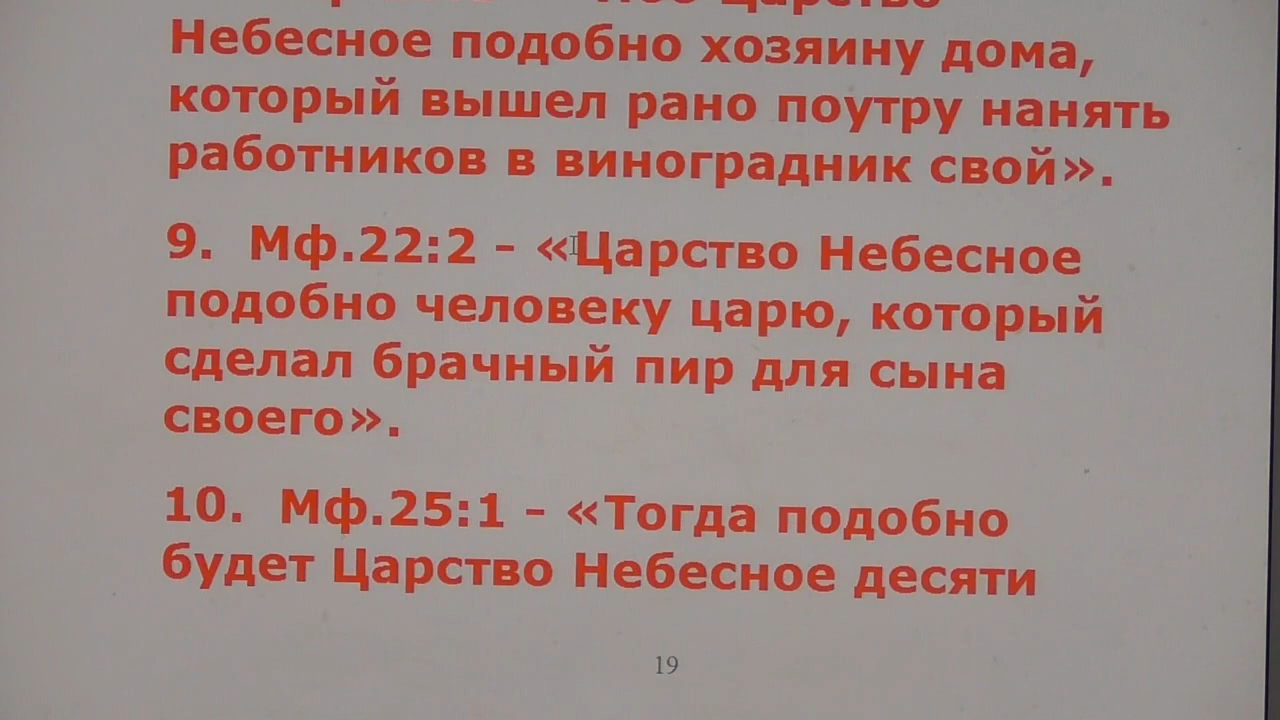 Царство
Небесное подобно хозяину дома,
который вышел рано поутру нанять
работников в виноградник свой».
9. Мф.22:2 - «Царство Небесное
подобно человеку царю, который
сделал брачный пир для сына
своего».
10. Мф.25:1 - «Тогда подобно
будет Царство Небесное десяти
19